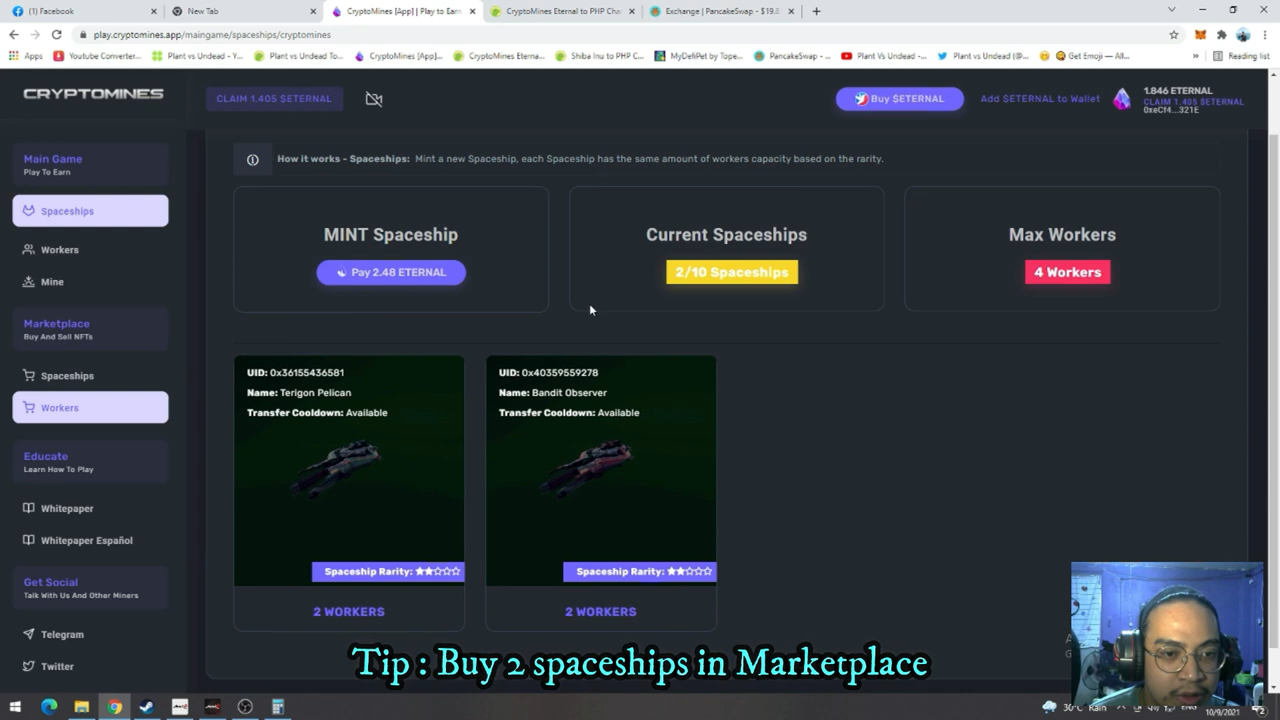 Facebook
New Tab
CryptoMines [App] | Play to Earn
CryptoMines Eternal to PHP Cha
Exchange | PancakeSwap - $19.8
play.cryptomines.app/maingame/spaceships/cryptomines
Apps
Youtube Converter...
Plant vs Undead - Y...
Plant vs Undead To...
CryptoMines [App]...
CryptoMines Eterna...
Shiba Inu to PHP C...
MyDefiPet by Tope...
PancakeSwap - ...
Plant Vs Undead -...
Plant vs Undead (@...
Get Emoji — All...
»
Reading list
CRYPTOMINES
CLAIM 1.405 $ETERNAL
Buy $ETERNAL
Add $ETERNAL to Wallet
1.846 ETERNAL
CLAIM 1.405 $ETERNAL
0xeCf4...321E
Main Game
Play To Earn
Spaceships
Workers
Mine
Marketplace
Buy And Sell NFTs
Spaceships
Workers
Educate
Learn How To Play
Whitepaper
Whitepaper Español
Get Social
Talk With Us And Other Miners
Telegram
Twitter
How it works - Spaceships: Mint a new Spaceship, each Spaceship has the same amount of workers capacity based on the rarity.
MINT Spaceship
Pay 2.48 ETERNAL
Current Spaceships
2/10 Spaceships
Max Workers
4 Workers
UID: 0x36155436581
Name: Terigon Pelican
Transfer Cooldown: Available
Spaceship Rarity: ★★☆☆☆
2 WORKERS
UID: 0x40359559278
Name: Bandit Observer
Transfer Cooldown: Available
Spaceship Rarity: ★★☆☆☆
2 WORKERS
Tip : Buy 2 spaceships in Marketplace
30°C Rain
ENG
10/9/2021